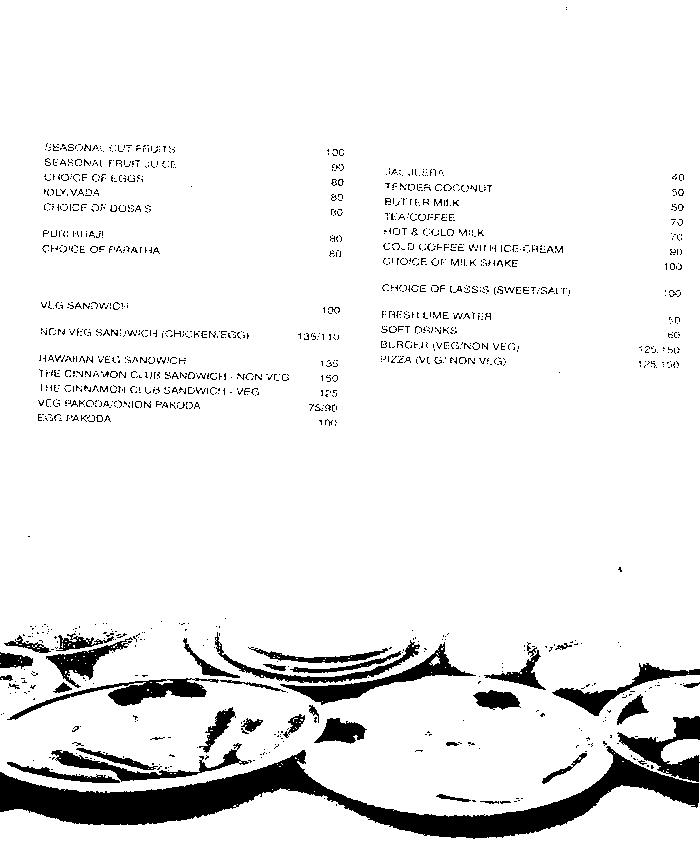 SEASONAL CUT FRUITS 100
SEASONAL FRUIT JUICE 90
CHOICE OF EGGS 80
IDLY/VADA 80
CHOICE OF DOSA'S 80
PURI BHAJI 80
CHOICE OF PARATHA 80
VEG SANDWICH 100
NON VEG SANDWICH (CHICKEN/EGG) 135/110
HAWAIIAN VEG SANDWICH 135
THE CINNAMON CLUB SANDWICH - NON VEG 150
THE CINNAMON CLUB SANDWICH - VEG 125
VEG PAKODA/ONION PAKODA 75/90
EGG PAKODA 100
JAL JEERA 40
TENDER COCONUT 50
BUTTER MILK 50
TEA/COFFEE 70
HOT & COLD MILK 70
COLD COFFEE WITH ICE-CREAM 90
CHOICE OF MILK SHAKE 100
CHOICE OF LASSIS (SWEET/SALT) 100
FRESH LIME WATER 50
SOFT DRINKS 60
BURGER (VEG/NON VEG) 125/150
PIZZA (VEG/ NON VEG) 125/150